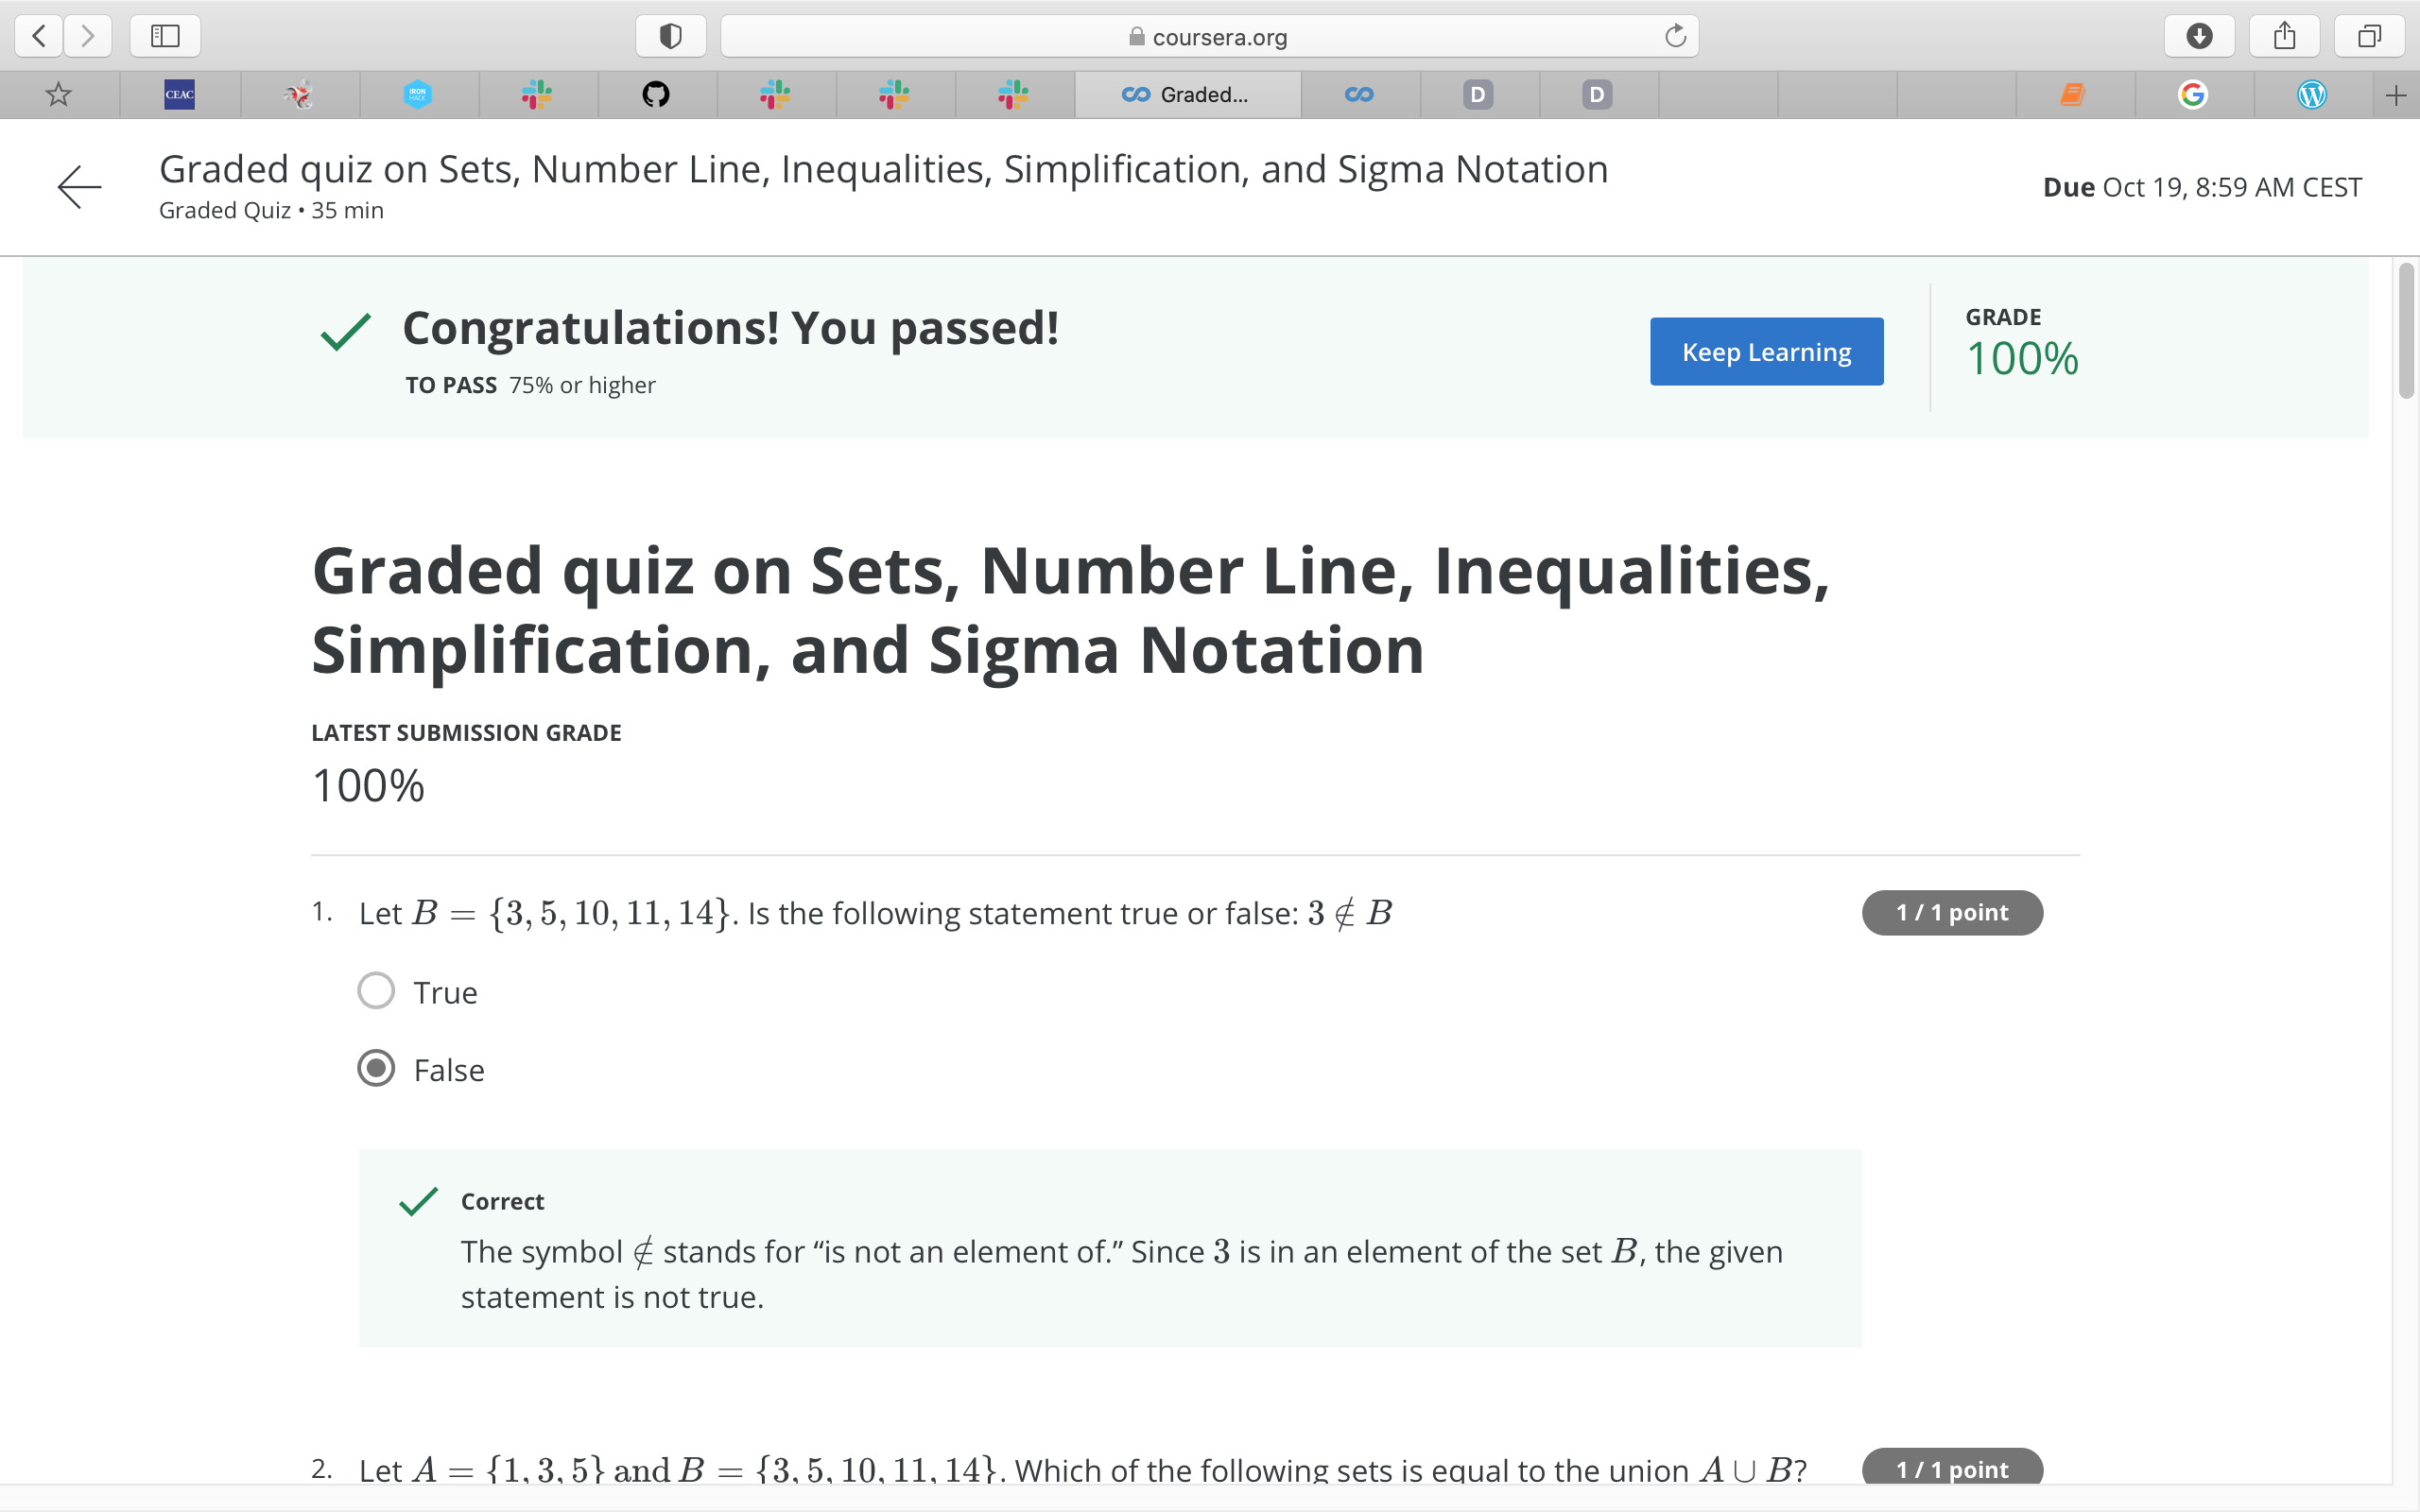 coursera.org
CEAC
IRON HACK
Graded...
D
D
Graded quiz on Sets, Number Line, Inequalities, Simplification, and Sigma Notation
Graded Quiz • 35 min
Due Oct 19, 8:59 AM CEST
Congratulations! You passed!
TO PASS 75% or higher
Keep Learning
GRADE
100%
Graded quiz on Sets, Number Line, Inequalities,
Simplification, and Sigma Notation
LATEST SUBMISSION GRADE
100%
1. Let B = {3, 5, 10, 11, 14}. Is the following statement true or false: 3 ∉ B
1 / 1 point
True
False
Correct
The symbol ∉ stands for “is not an element of.” Since 3 is in an element of the set B, the given
statement is not true.
2. Let A = {1, 3, 5} and B = {3, 5, 10, 11, 14}. Which of the following sets is equal to the union A ∪ B?
1 / 1 point